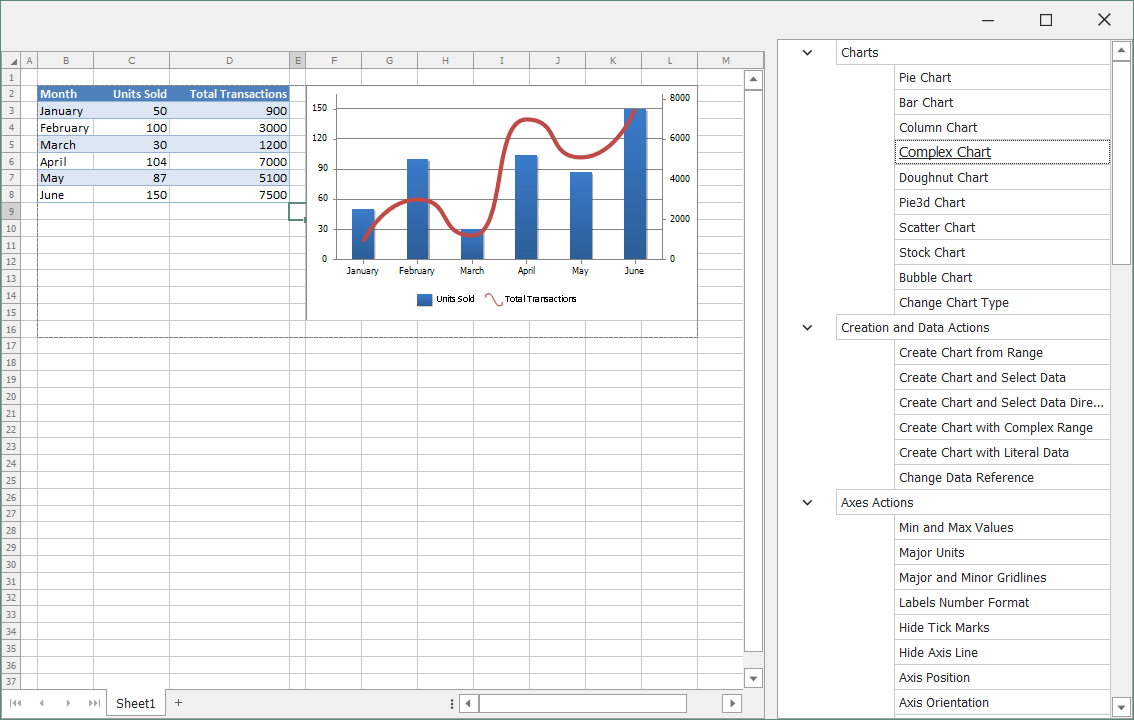 A B C D E F G H I J K L M
1
2 Month Units Sold Total Transactions
3 January 50 900
4 February 100 3000
5 March 30 1200
6 April 104 7000
7 May 87 5100
8 June 150 7500
9
10
11
12
13
14
15
16
17
18
19
20
21
22
23
24
25
26
27
28
29
30
31
32
33
34
35
36
37
150 8000
120 6000
90 4000
60 2000
30
0 0
January February March April May June
Units Sold Total Transactions
Sheet1 +
Charts
Pie Chart
Bar Chart
Column Chart
Complex Chart
Doughnut Chart
Pie3d Chart
Scatter Chart
Stock Chart
Bubble Chart
Change Chart Type
Creation and Data Actions
Create Chart from Range
Create Chart and Select Data
Create Chart and Select Data Dire...
Create Chart with Complex Range
Create Chart with Literal Data
Change Data Reference
Axes Actions
Min and Max Values
Major Units
Major and Minor Gridlines
Labels Number Format
Hide Tick Marks
Hide Axis Line
Axis Position
Axis Orientation